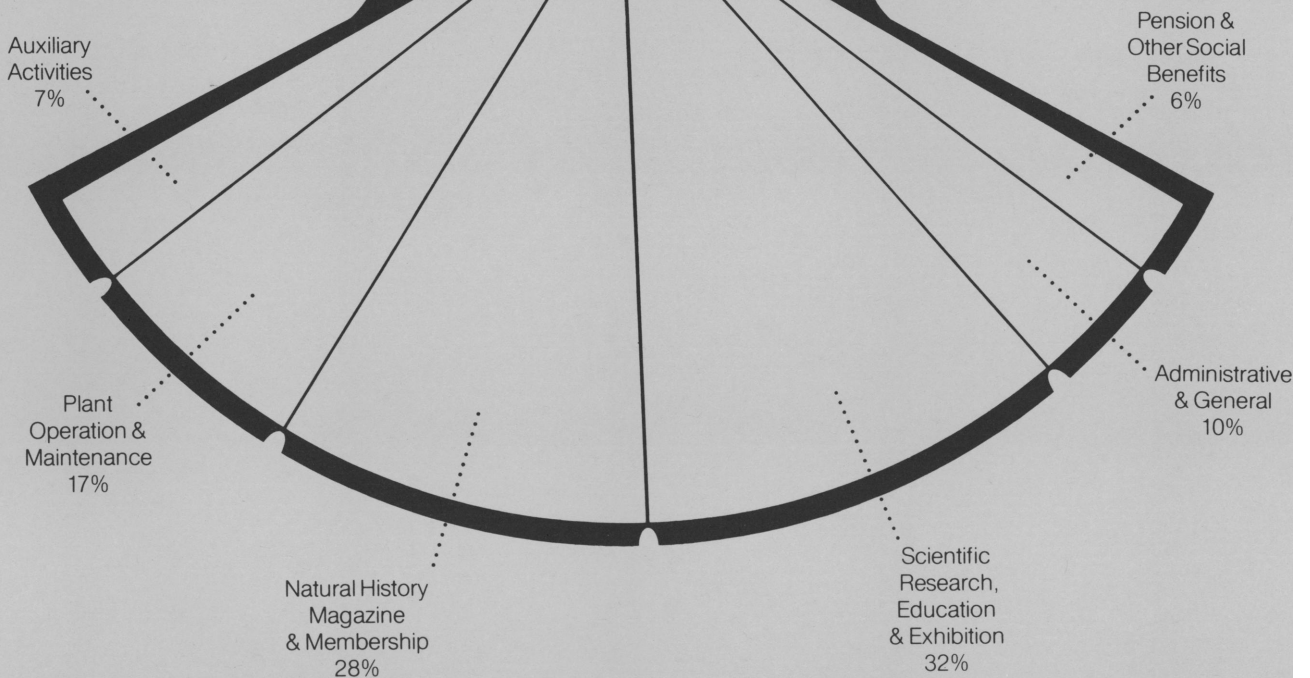 Auxiliary
Activities
7%
Pension &
Other Social
Benefits
6%
Plant
Operation &
Maintenance
17%
Administrative
& General
10%
Natural History
Magazine
& Membership
28%
Scientific
Research,
Education
& Exhibition
32%